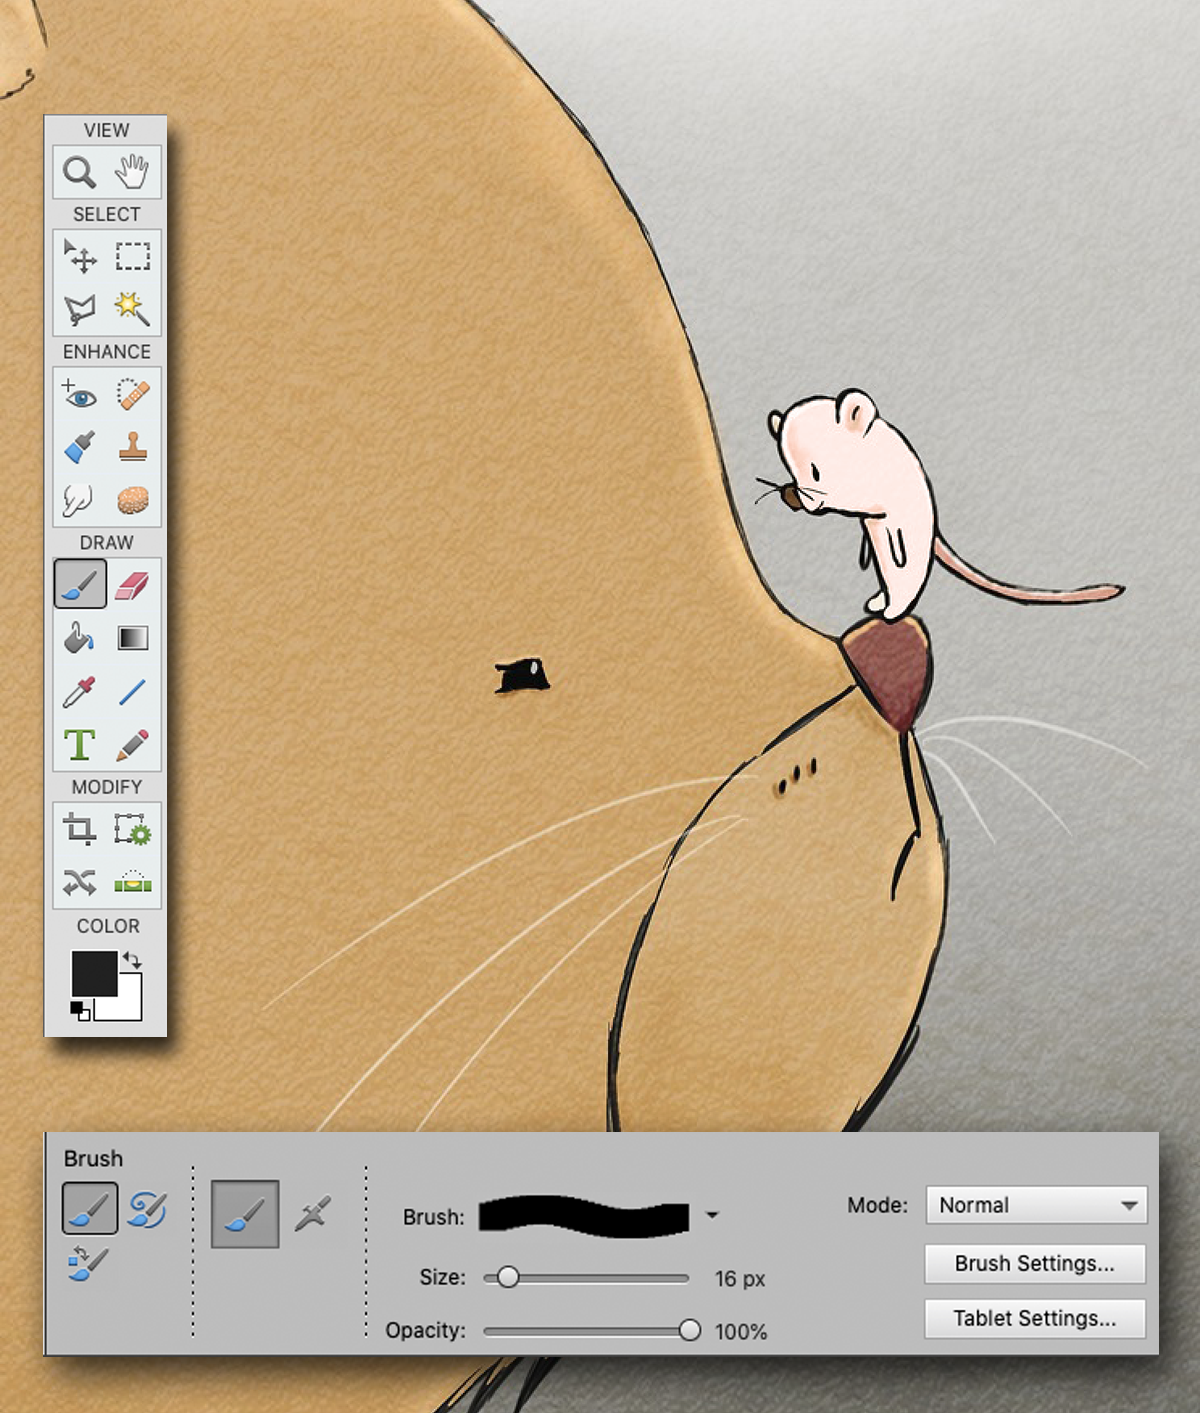 VIEW
SELECT
ENHANCE
DRAW
T
MODIFY
COLOR
Brush
Brush:
Size:
16 px
Opacity:
100%
Mode:
Normal
Brush Settings...
Tablet Settings...